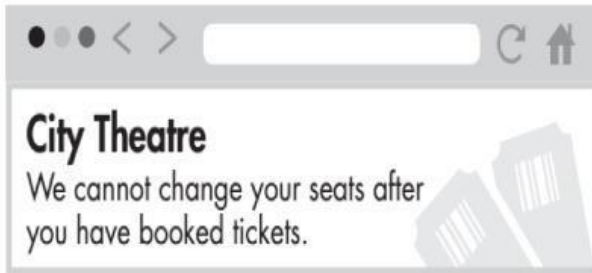 City Theatre
We cannot change your seats after
you have booked tickets.